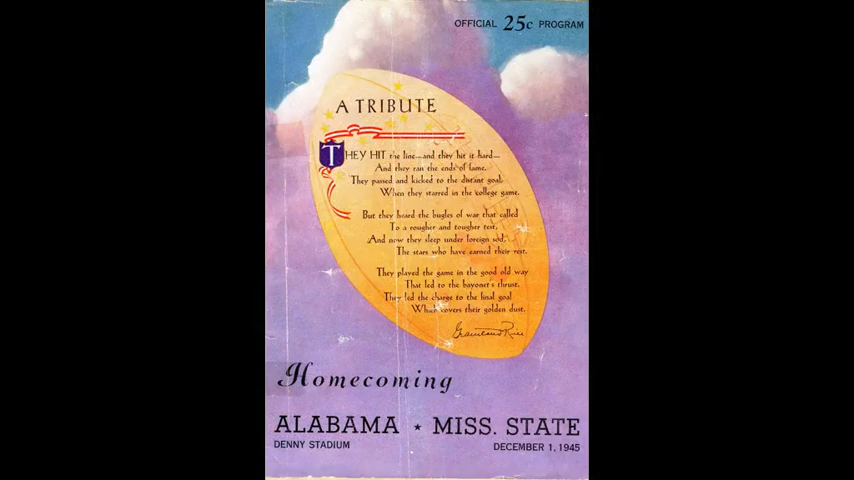 OFFICIAL 25c PROGRAM
A TRIBUTE
THEY HIT the line—and they hit it hard—
And they ran the ends of fame,
They passed and kicked to the distant goal
When they starred in the college game.
But they heard the bugles of war that called
To a rougher and tougher test,
And now they sleep under foreign sod,
The stars who have earned their rest.
They played the game in the good old way
That led to the bayonet's thrust,
They led the charge to the final goal
Which covers their golden dust.
Grantland Rice
Homecoming
ALABAMA ★ MISS. STATE
DENNY STADIUM
DECEMBER 1, 1945